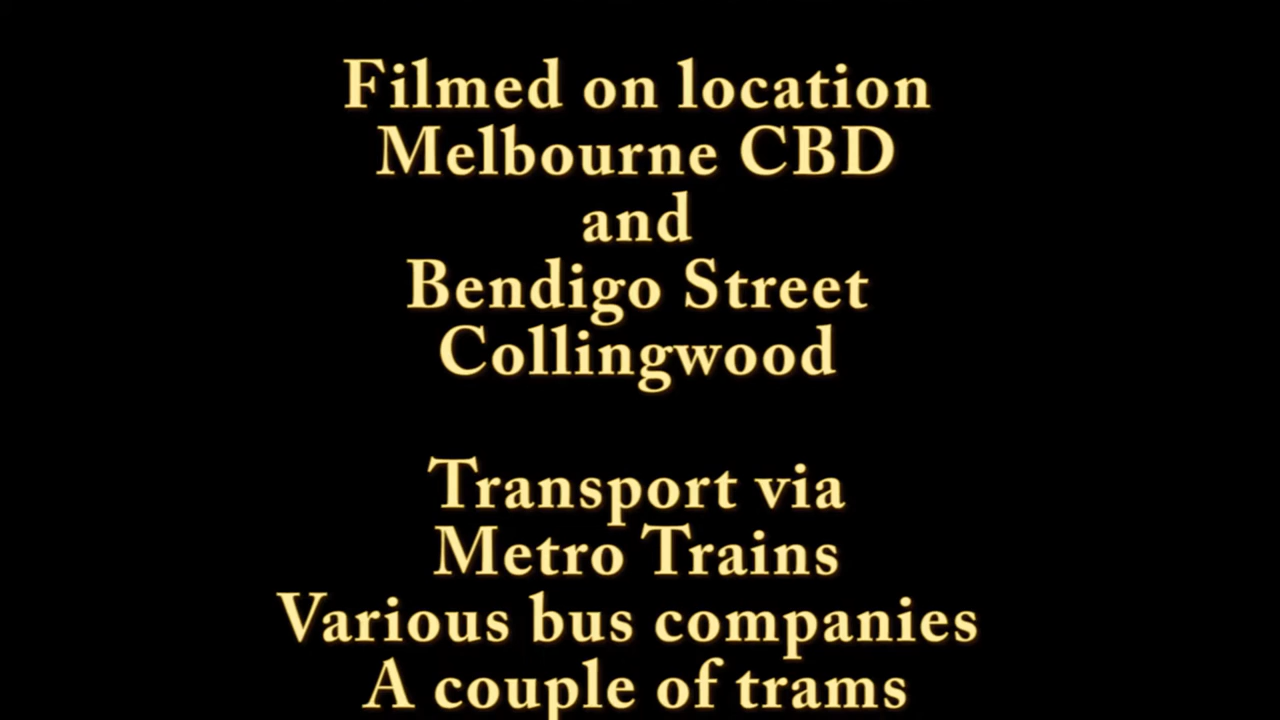 Filmed on location
Melbourne CBD
and
Bendigo Street
Collingwood
Transport via
Metro Trains
Various bus companies
A couple of trams